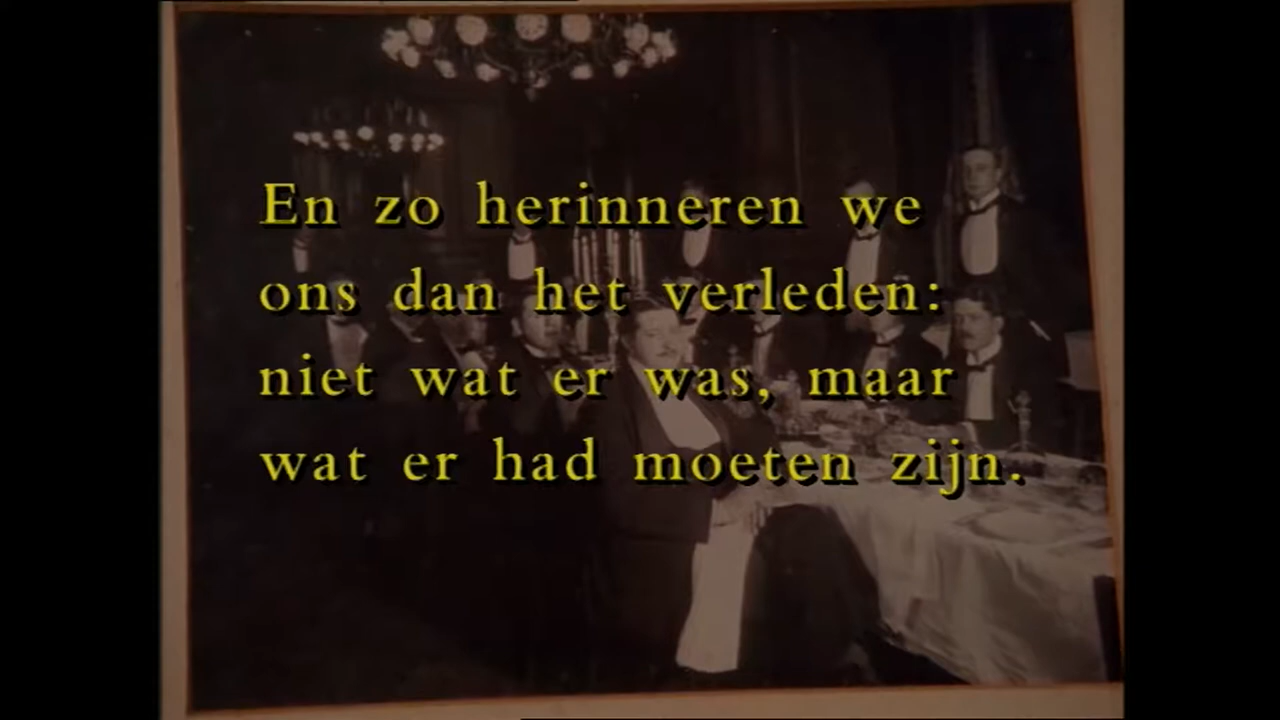 En zo herinneren we
ons dan het verleden:
niet wat er was, maar
wat er had moeten zijn.